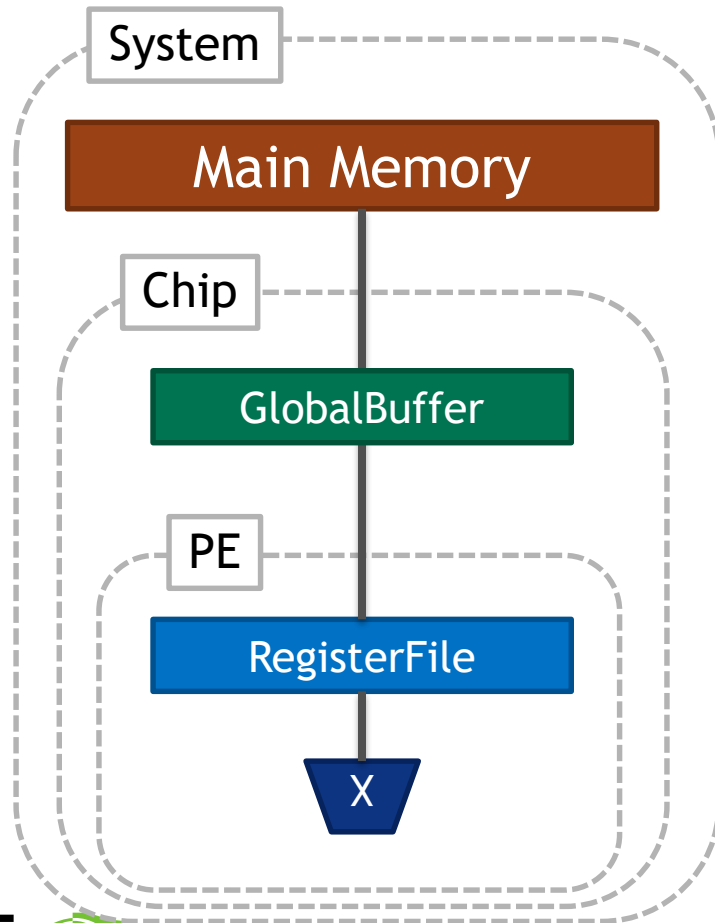 System
Main Memory
Chip
GlobalBuffer
PE
RegisterFile
X